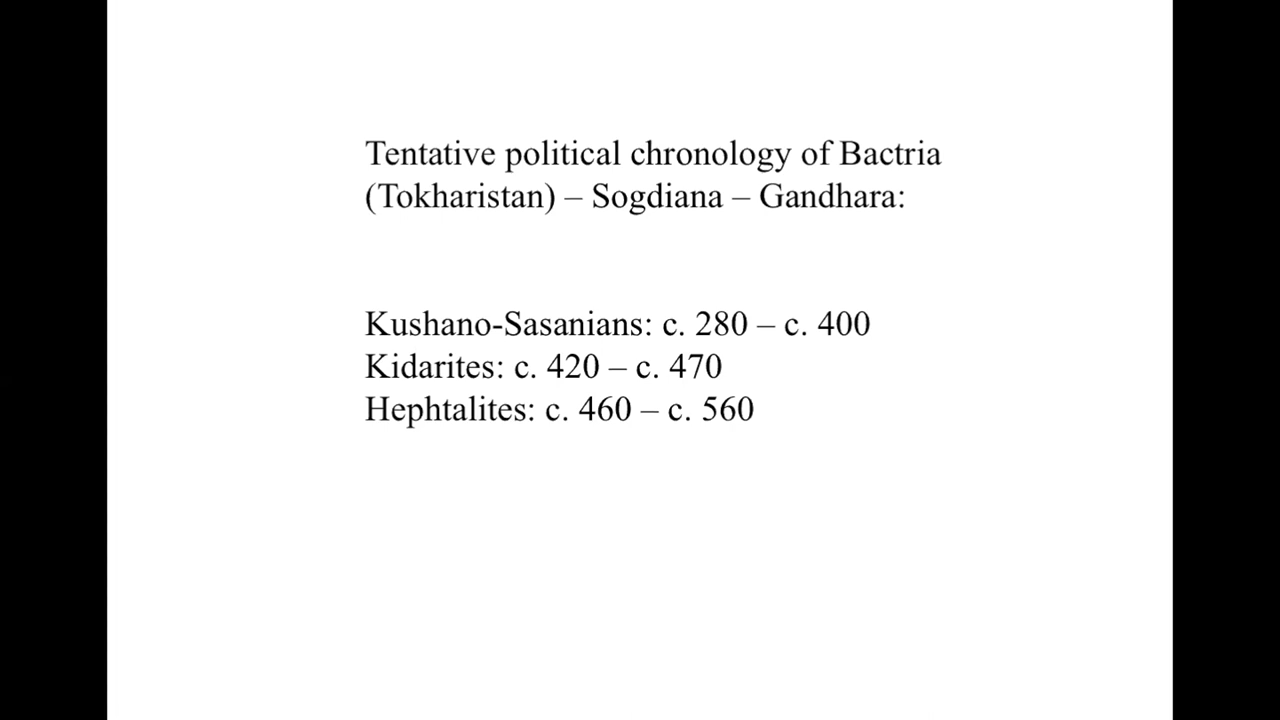 Tentative political chronology of Bactria
(Tokharistan) – Sogdiana – Gandhara:
Kushano-Sasanians: c. 280 – c. 400
Kidarites: c. 420 – c. 470
Hephtalites: c. 460 – c. 560